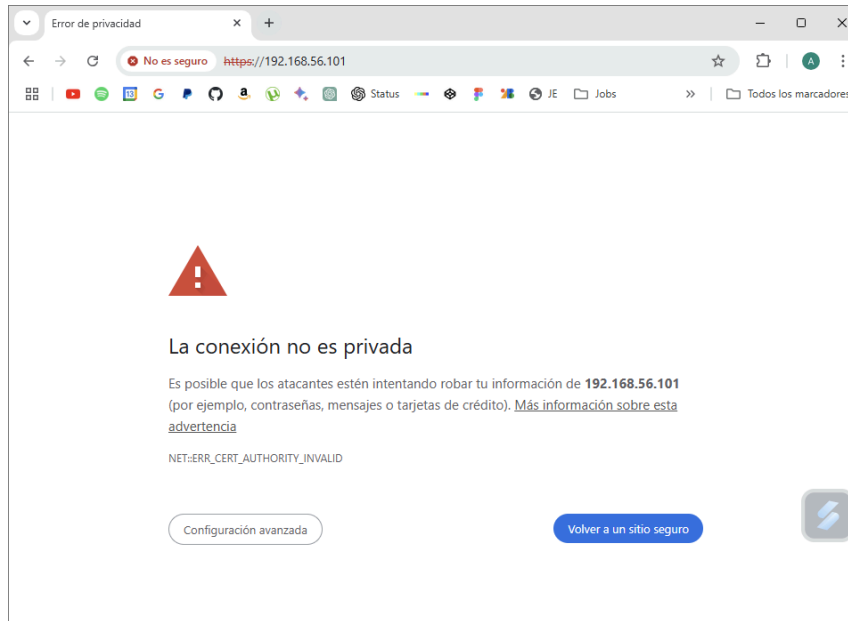 Error de privacidad
No es seguro https://192.168.56.101
13 G a Status JE Jobs » Todos los marcadores
La conexión no es privada
Es posible que los atacantes estén intentando robar tu información de 192.168.56.101
(por ejemplo, contraseñas, mensajes o tarjetas de crédito). Más información sobre esta
advertencia
NET::ERR_CERT_AUTHORITY_INVALID
Configuración avanzada Volver a un sitio seguro